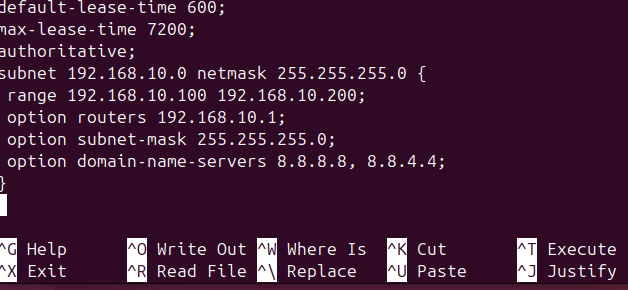 default-lease-time 600;
max-lease-time 7200;
authoritative;
subnet 192.168.10.0 netmask 255.255.255.0 {
range 192.168.10.100 192.168.10.200;
option routers 192.168.10.1;
option subnet-mask 255.255.255.0;
option domain-name-servers 8.8.8.8, 8.8.4.4;
}
^G Help ^O Write Out ^W Where Is ^K Cut ^T Execute
^X Exit ^R Read File ^\ Replace ^U Paste ^J Justify